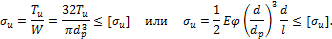 σ_u = T_u/W = 32T_u/πd_p^3 ≤ [σ_u] или σ_u = 1/2 Eφ (d/d_p)^3 d/l ≤ [σ_u].